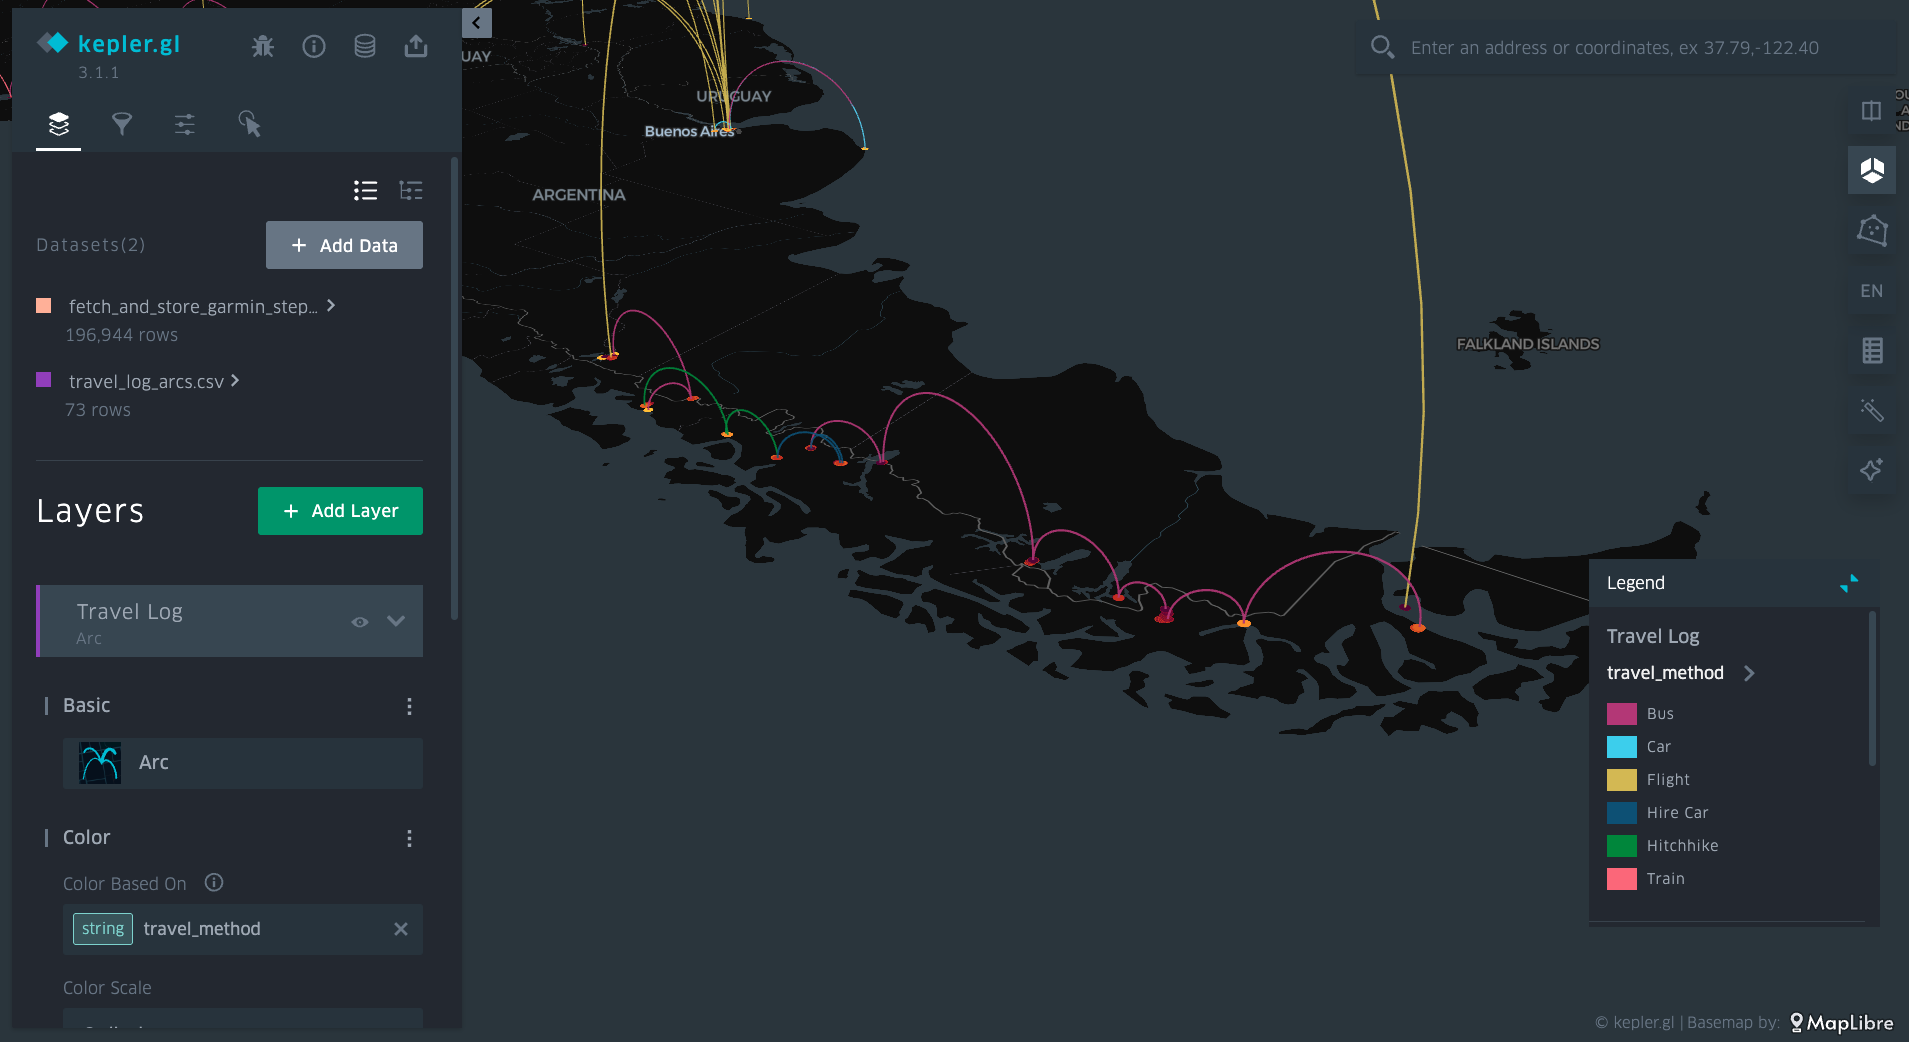 kepler.gl
3.1.1
Datasets(2)
Add Data
fetch_and_store_garmin_step...
196,944 rows
travel_log_arcs.csv
73 rows
Layers
Add Layer
Travel Log
Arc
Basic
Arc
Color
Color Based On
string travel_method
Color Scale
UAY
URUGUAY
Buenos Aires
ARGENTINA
FALKLAND ISLANDS
Enter an address or coordinates, ex 37.79,-122.40
EN
Legend
Travel Log
travel_method
Bus
Car
Flight
Hire Car
Hitchhike
Train
© kepler.gl | Basemap by: MapLibre